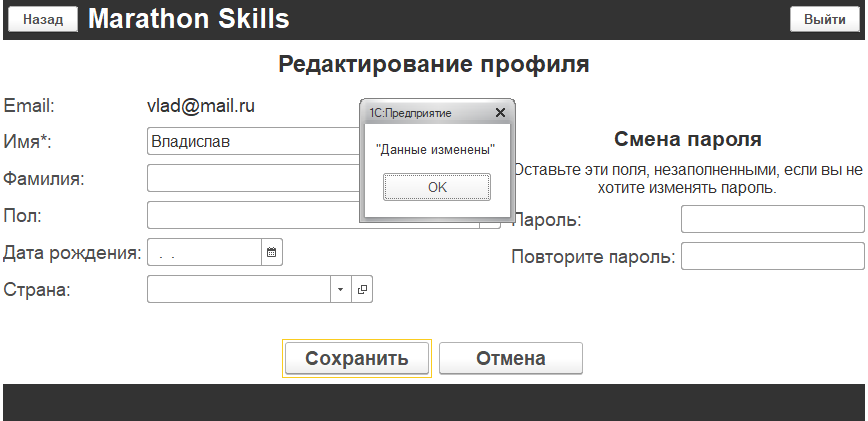 Назад
Marathon Skills
Выйти
Редактирование профиля
Email:
vlad@mail.ru
Имя*:
Владислав
Фамилия:
Пол:
Дата рождения:
. .
Страна:
1С:Предприятие
"Данные изменены"
OK
Смена пароля
Оставьте эти поля, незаполненными, если вы не
хотите изменять пароль.
Пароль:
Повторите пароль:
Сохранить
Отмена